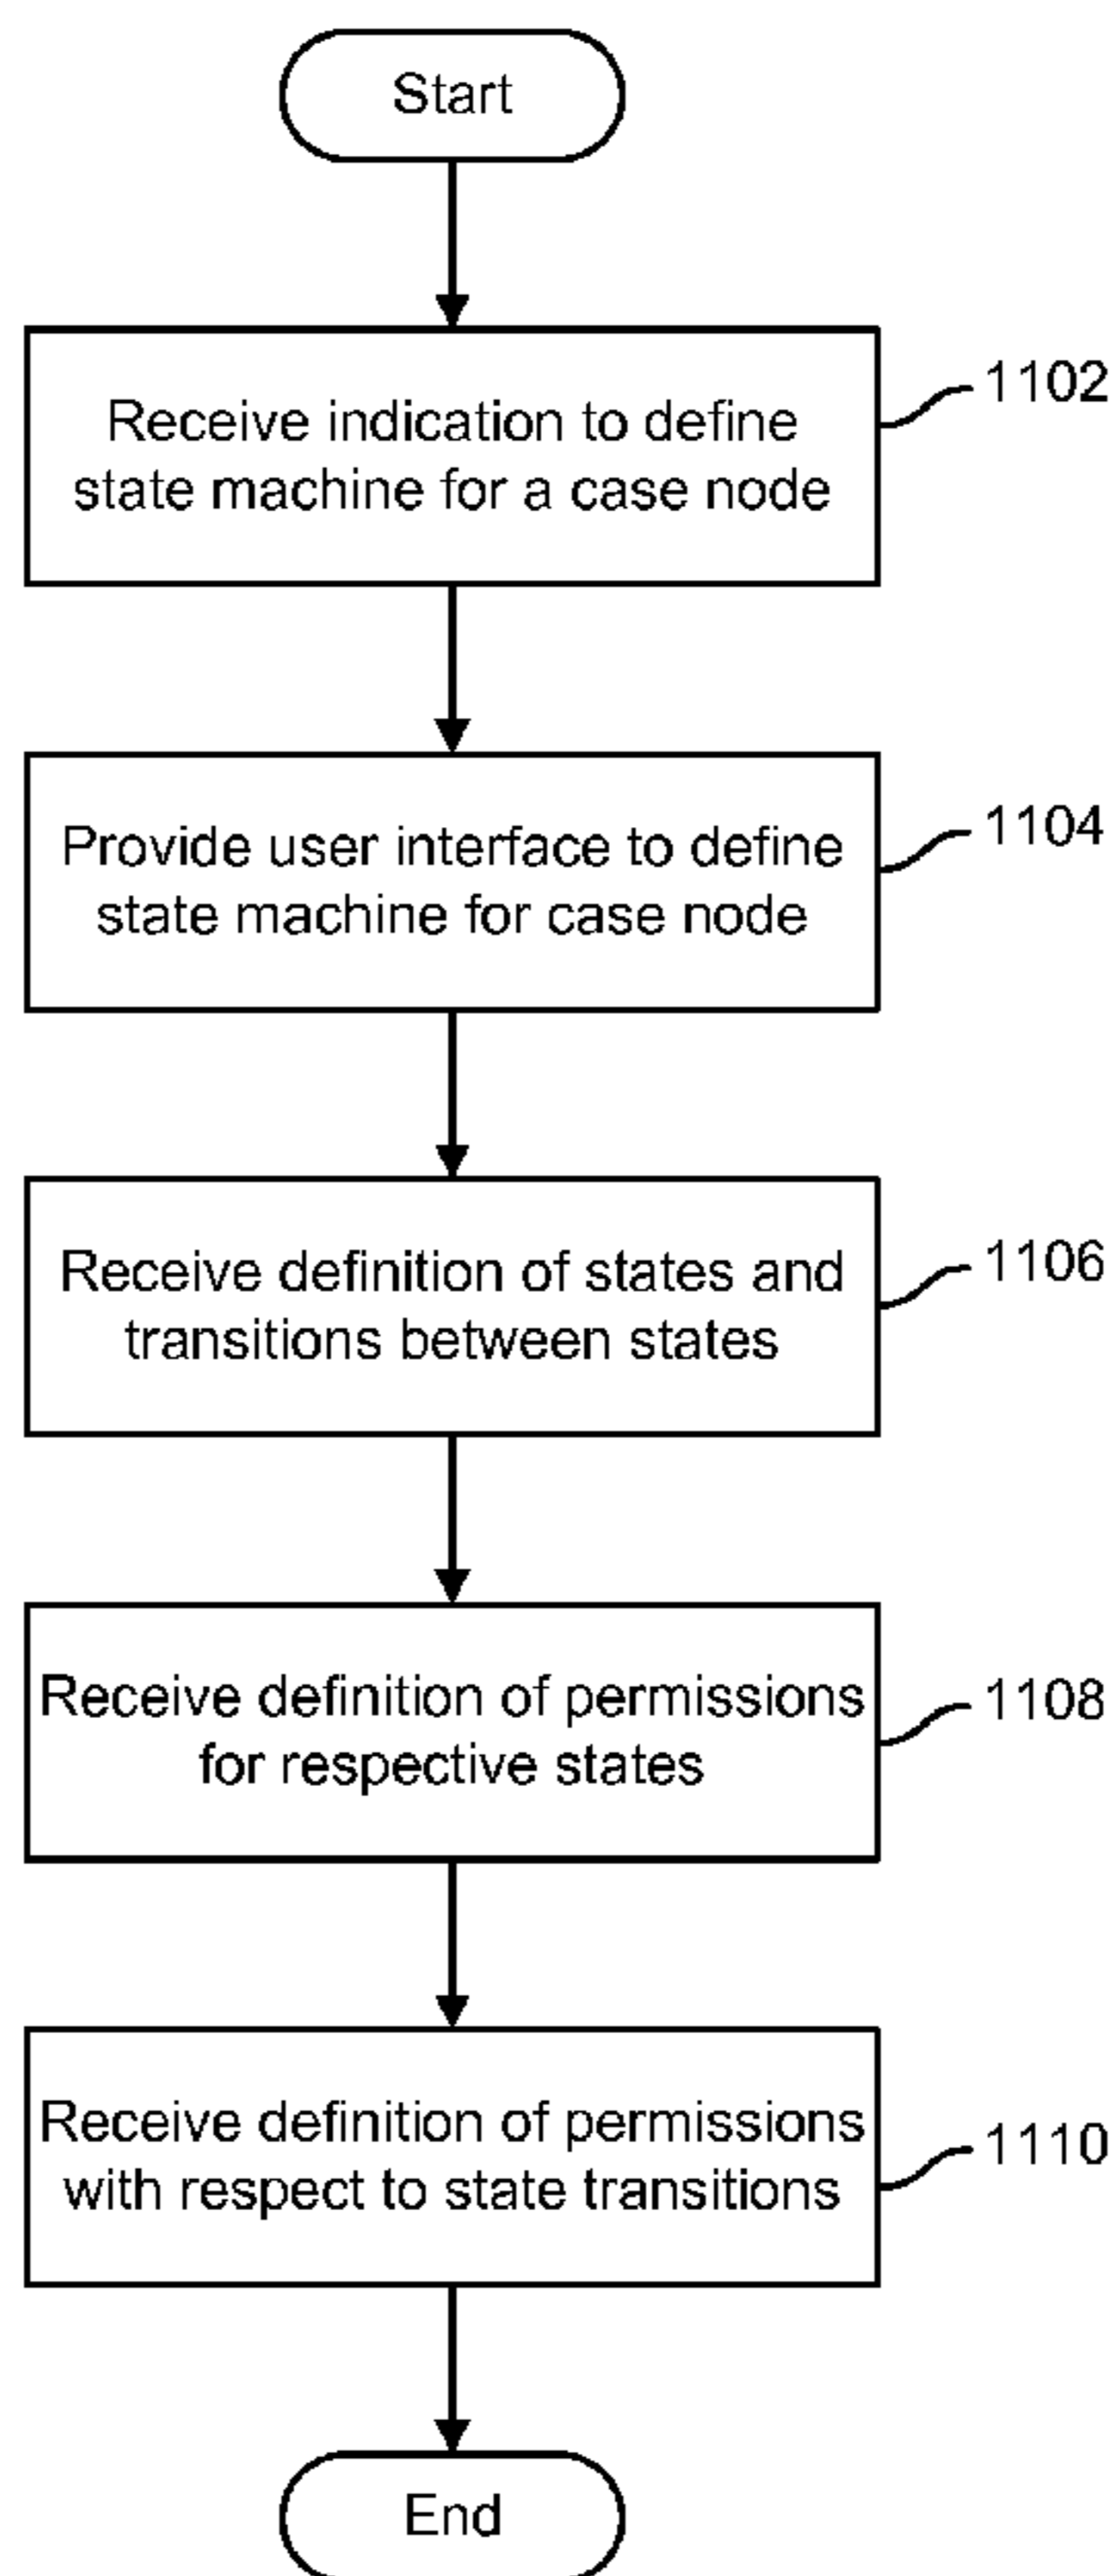 Start
Receive indication to define
state machine for a case node
1102
Provide user interface to define
state machine for case node
1104
Receive definition of states and
transitions between states
1106
Receive definition of permissions
for respective states
1108
Receive definition of permissions
with respect to state transitions
1110
End